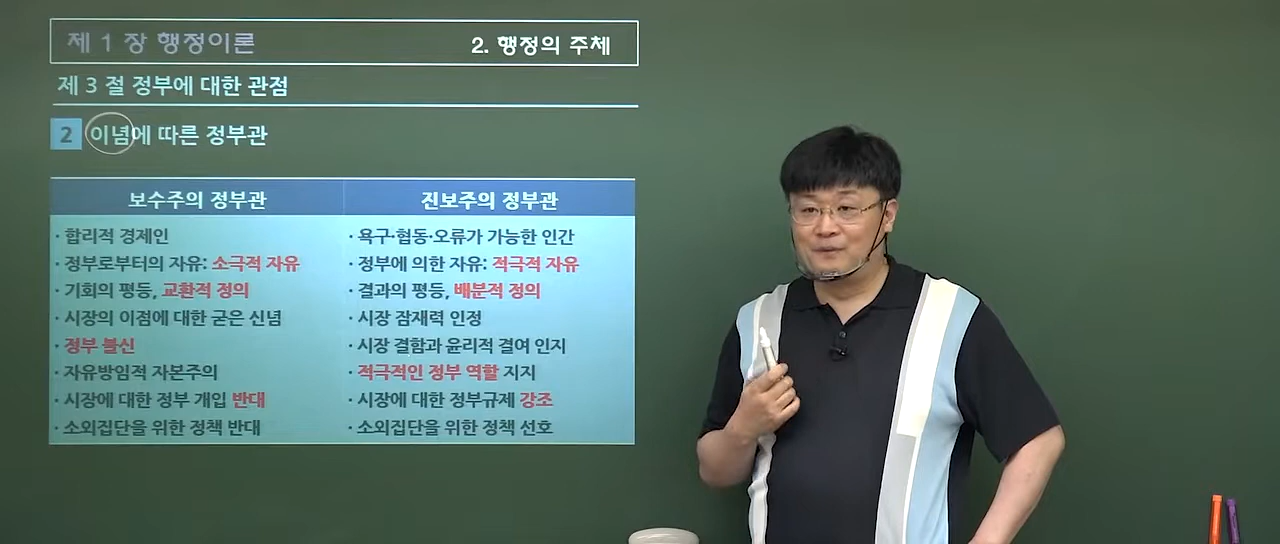 제 1 장 행정이론
2. 행정의 주체
제 3 절 정부에 대한 관점
2 이념에 따른 정부관
보수주의 정부관
진보주의 정부관
· 합리적 경제인
· 욕구·협동·오류가 가능한 인간
· 정부로부터의 자유: 소극적 자유
· 정부에 의한 자유: 적극적 자유
· 기회의 평등, 교환적 정의
· 결과의 평등, 배분적 정의
· 시장의 이점에 대한 굳은 신념
· 시장 잠재력 인정
· 정부 불신
· 시장 결함과 윤리적 결여 인지
· 자유방임적 자본주의
· 적극적인 정부 역할 지지
· 시장에 대한 정부 개입 반대
· 시장에 대한 정부규제 강조
· 소외집단을 위한 정책 반대
· 소외집단을 위한 정책 선호